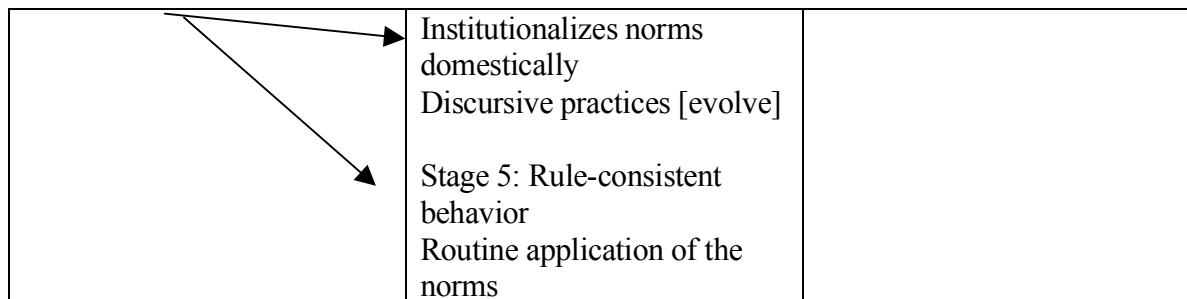 Institutionalizes norms
domestically
Discursive practices [evolve]
Stage 5: Rule-consistent
behavior
Routine application of the
norms